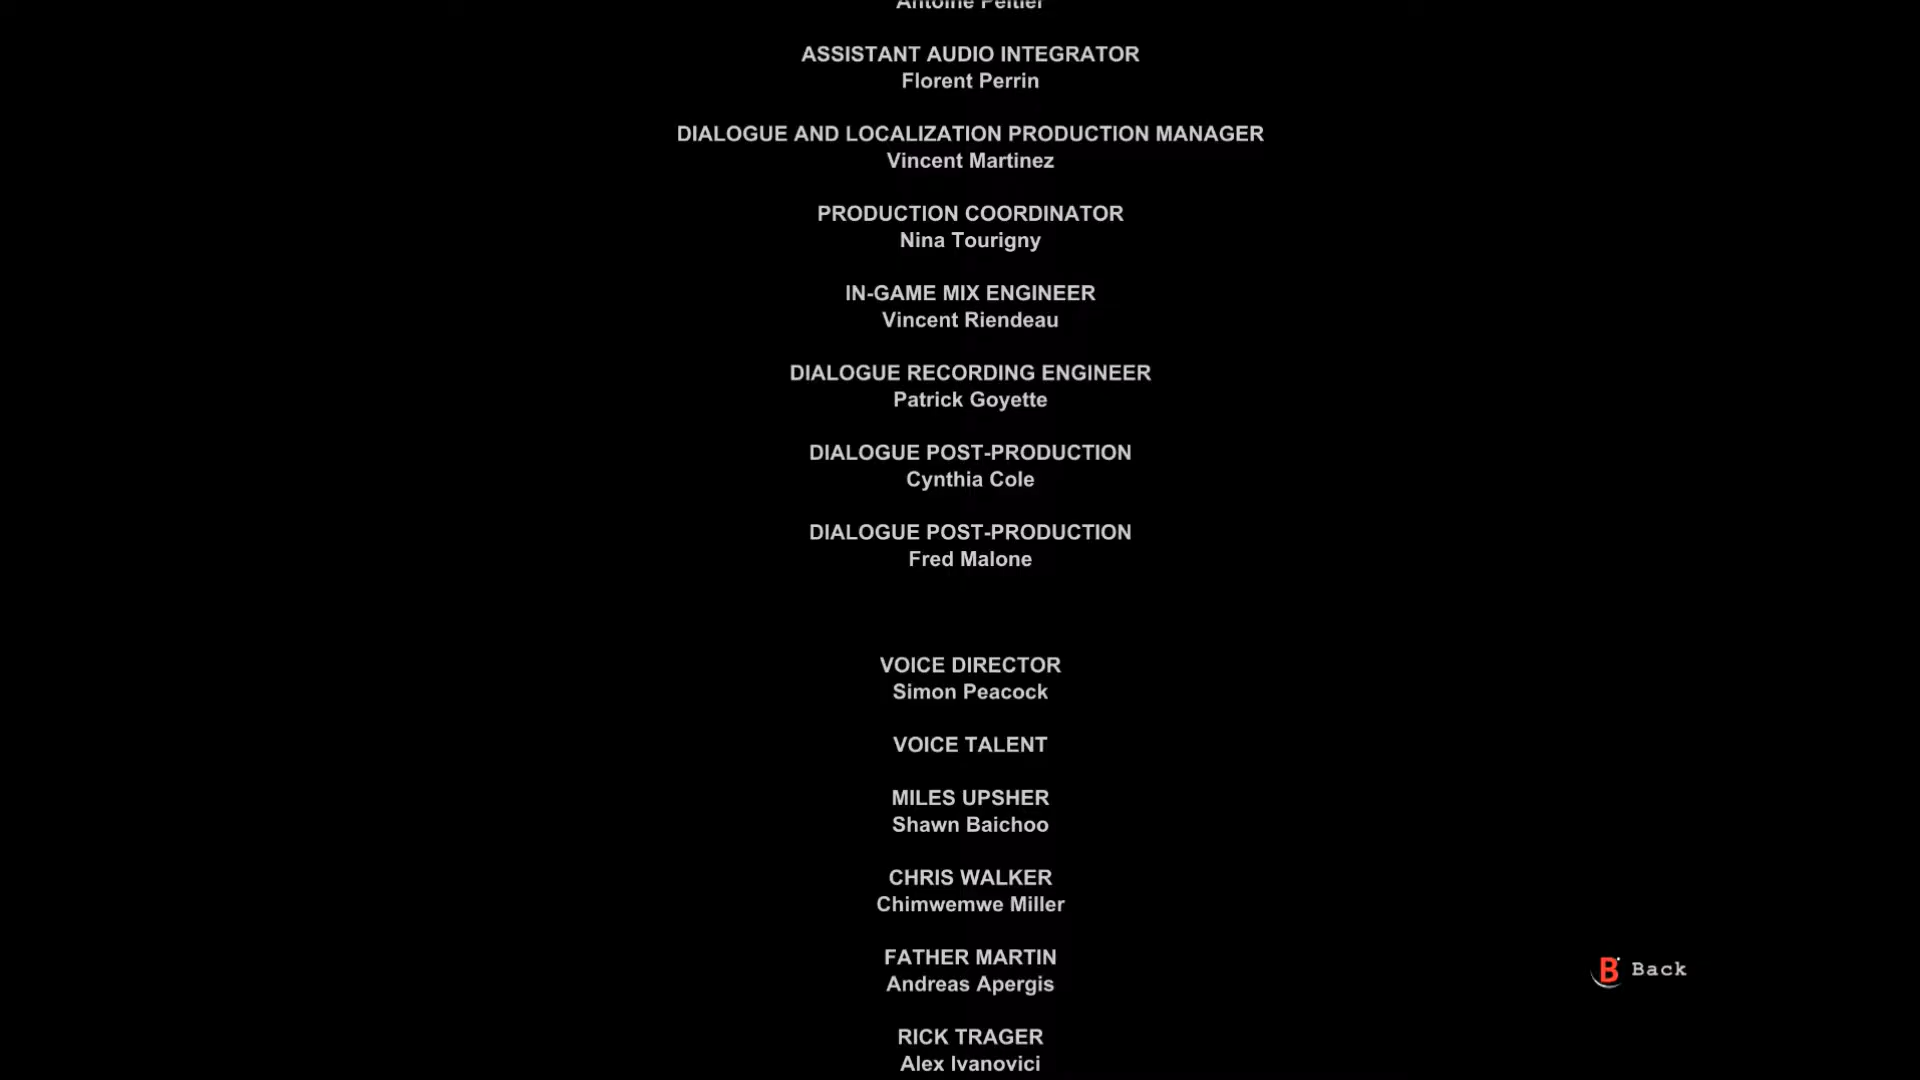 Antoine Peltier
ASSISTANT AUDIO INTEGRATOR
Florent Perrin
DIALOGUE AND LOCALIZATION PRODUCTION MANAGER
Vincent Martinez
PRODUCTION COORDINATOR
Nina Tourigny
IN-GAME MIX ENGINEER
Vincent Riendeau
DIALOGUE RECORDING ENGINEER
Patrick Goyette
DIALOGUE POST-PRODUCTION
Cynthia Cole
DIALOGUE POST-PRODUCTION
Fred Malone
VOICE DIRECTOR
Simon Peacock
VOICE TALENT
MILES UPSHER
Shawn Baichoo
CHRIS WALKER
Chimwemwe Miller
FATHER MARTIN
Andreas Apergis
B Back
RICK TRAGER
Alex Ivanovici